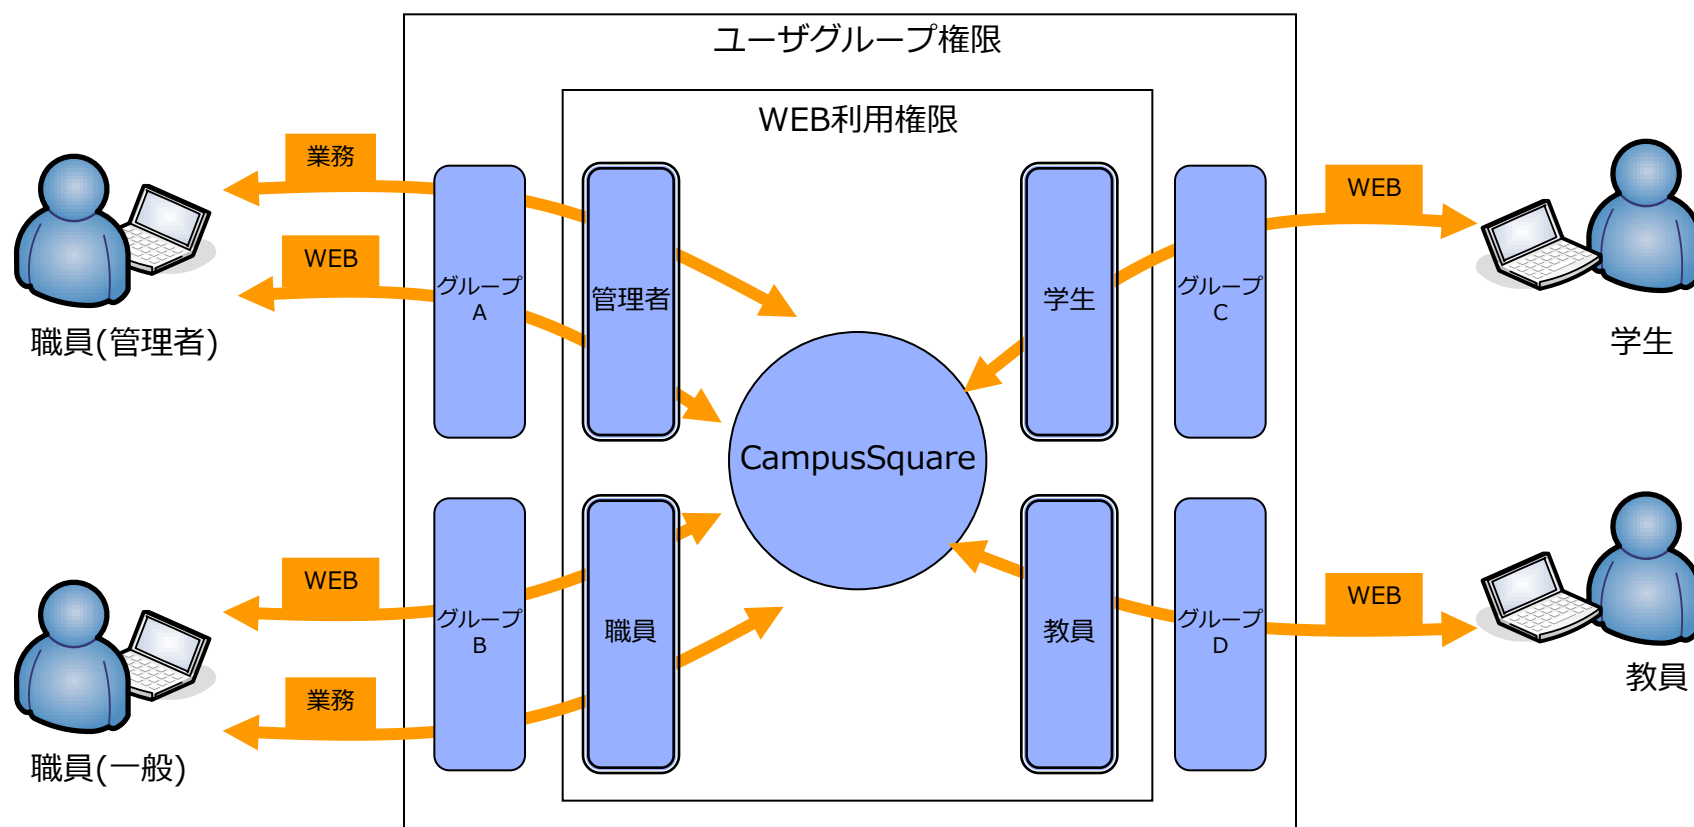 ユーザグループ権限
WEB利用権限
業務
WEB
WEB
グループ
A
管理者
学生
グループ
C
職員(管理者)
学生
CampusSquare
WEB
グループ
B
職員
教員
グループ
D
WEB
業務
教員
職員(一般)